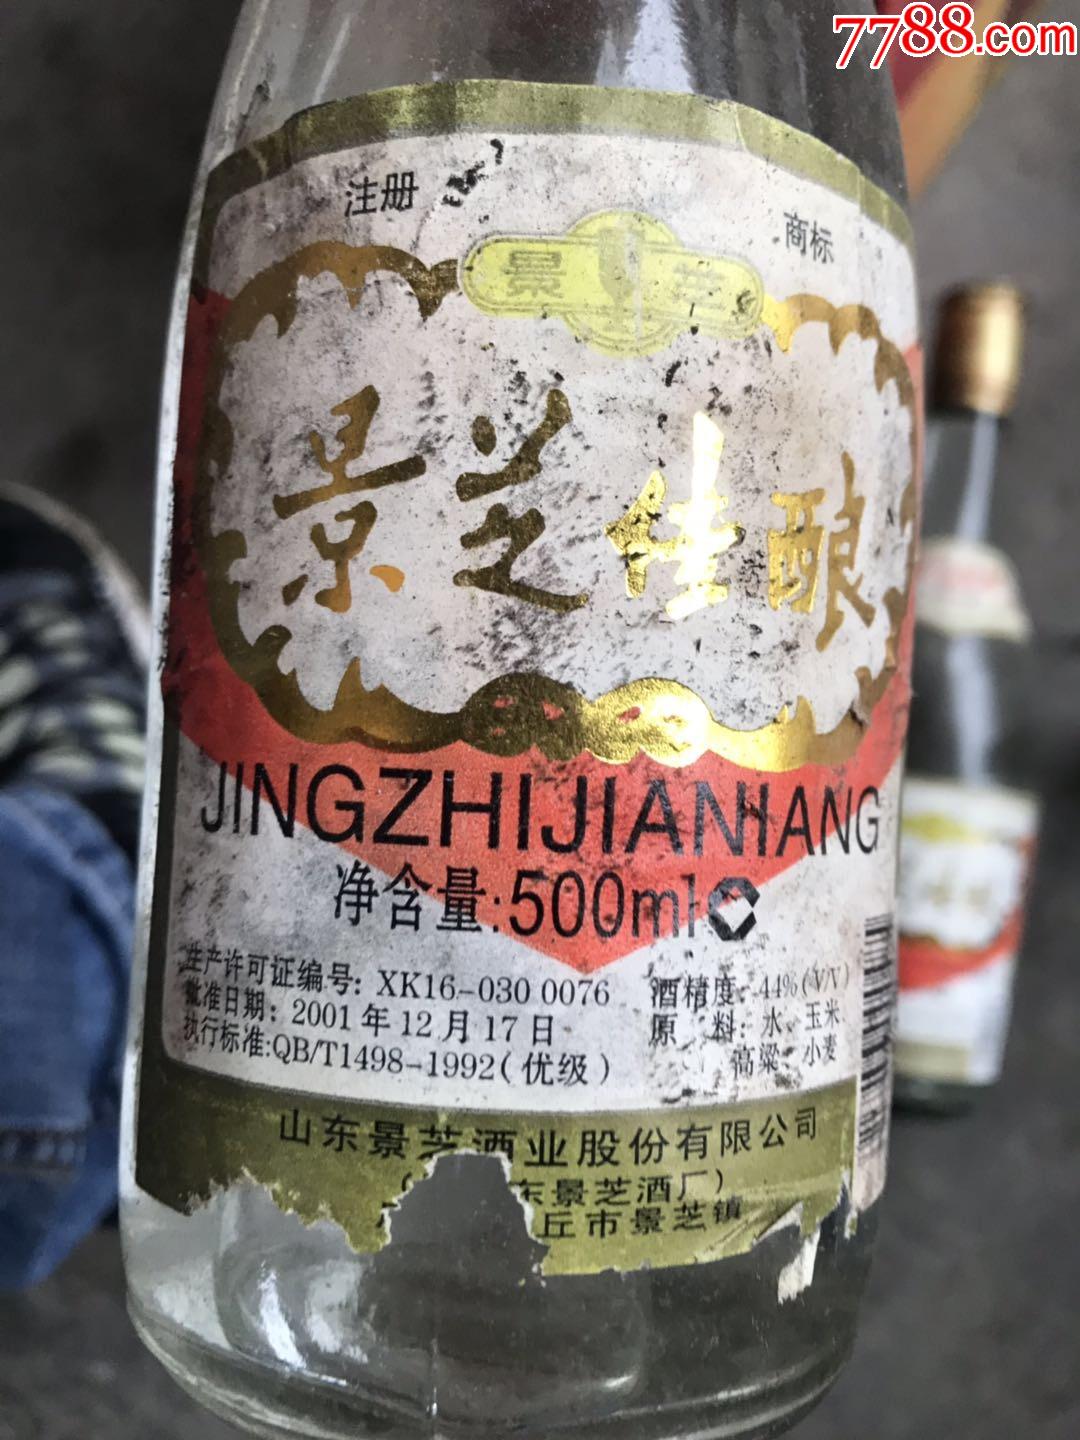 7788.com
注册 商标
景 芝
景芝佳酿
JINGZHIJIANIANG
净含量:500ml
生产许可证编号: XK16-030 0076
批准日期: 2001年12月17日
执行标准:QB/T1498-1992(优级)
酒精度: 44%(V/V)
原 料: 水、玉米
高粱、小麦
山东景芝酒业股份有限公司
东景芝酒厂)
丘市景芝镇